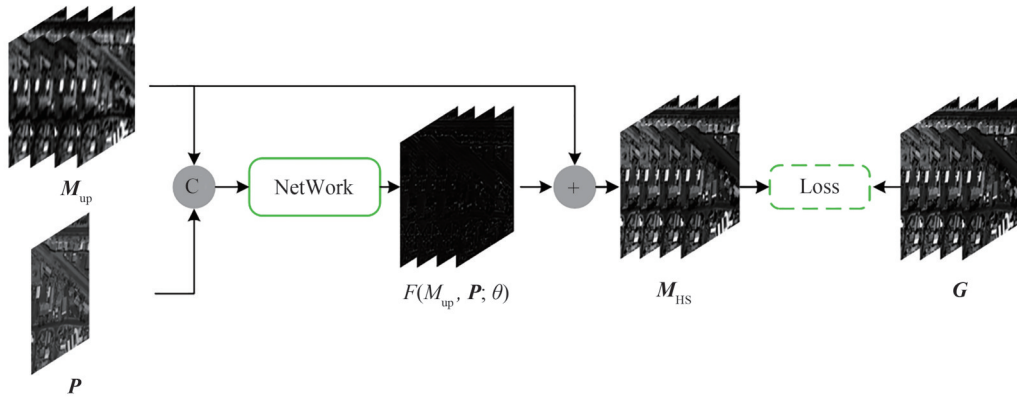 M_up
C
NetWork
+
Loss
F(M_up, P; θ)
M_HS
G
P